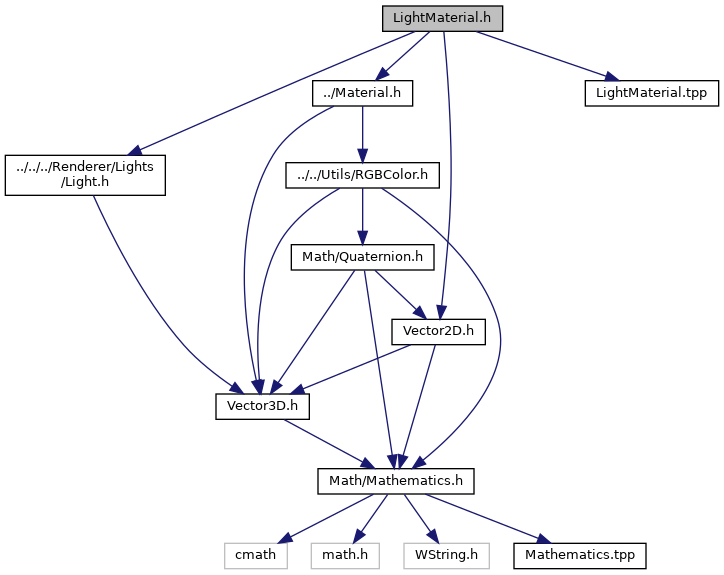 LightMaterial.h
../Material.h
LightMaterial.tpp
../../../Renderer/Lights
/Light.h
../../Utils/RGBColor.h
Math/Quaternion.h
Vector2D.h
Vector3D.h
Math/Mathematics.h
cmath
math.h
WString.h
Mathematics.tpp